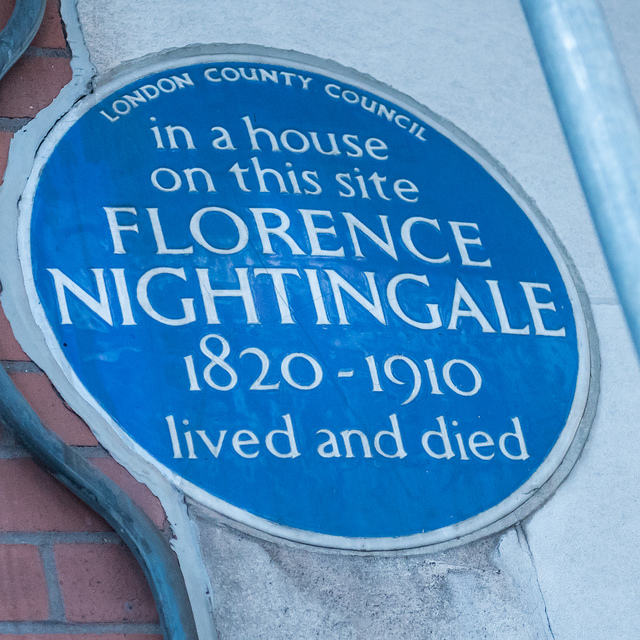 LONDON COUNTY COUNCIL
in a house
on this site
FLORENCE
NIGHTINGALE
1820-1910
lived and died